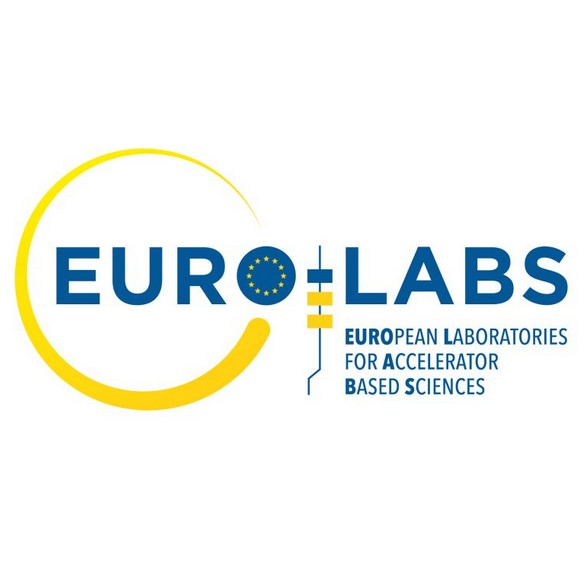 EURO-LABS
EUROPEAN LABORATORIES
FOR ACCELERATOR
BASED SCIENCES